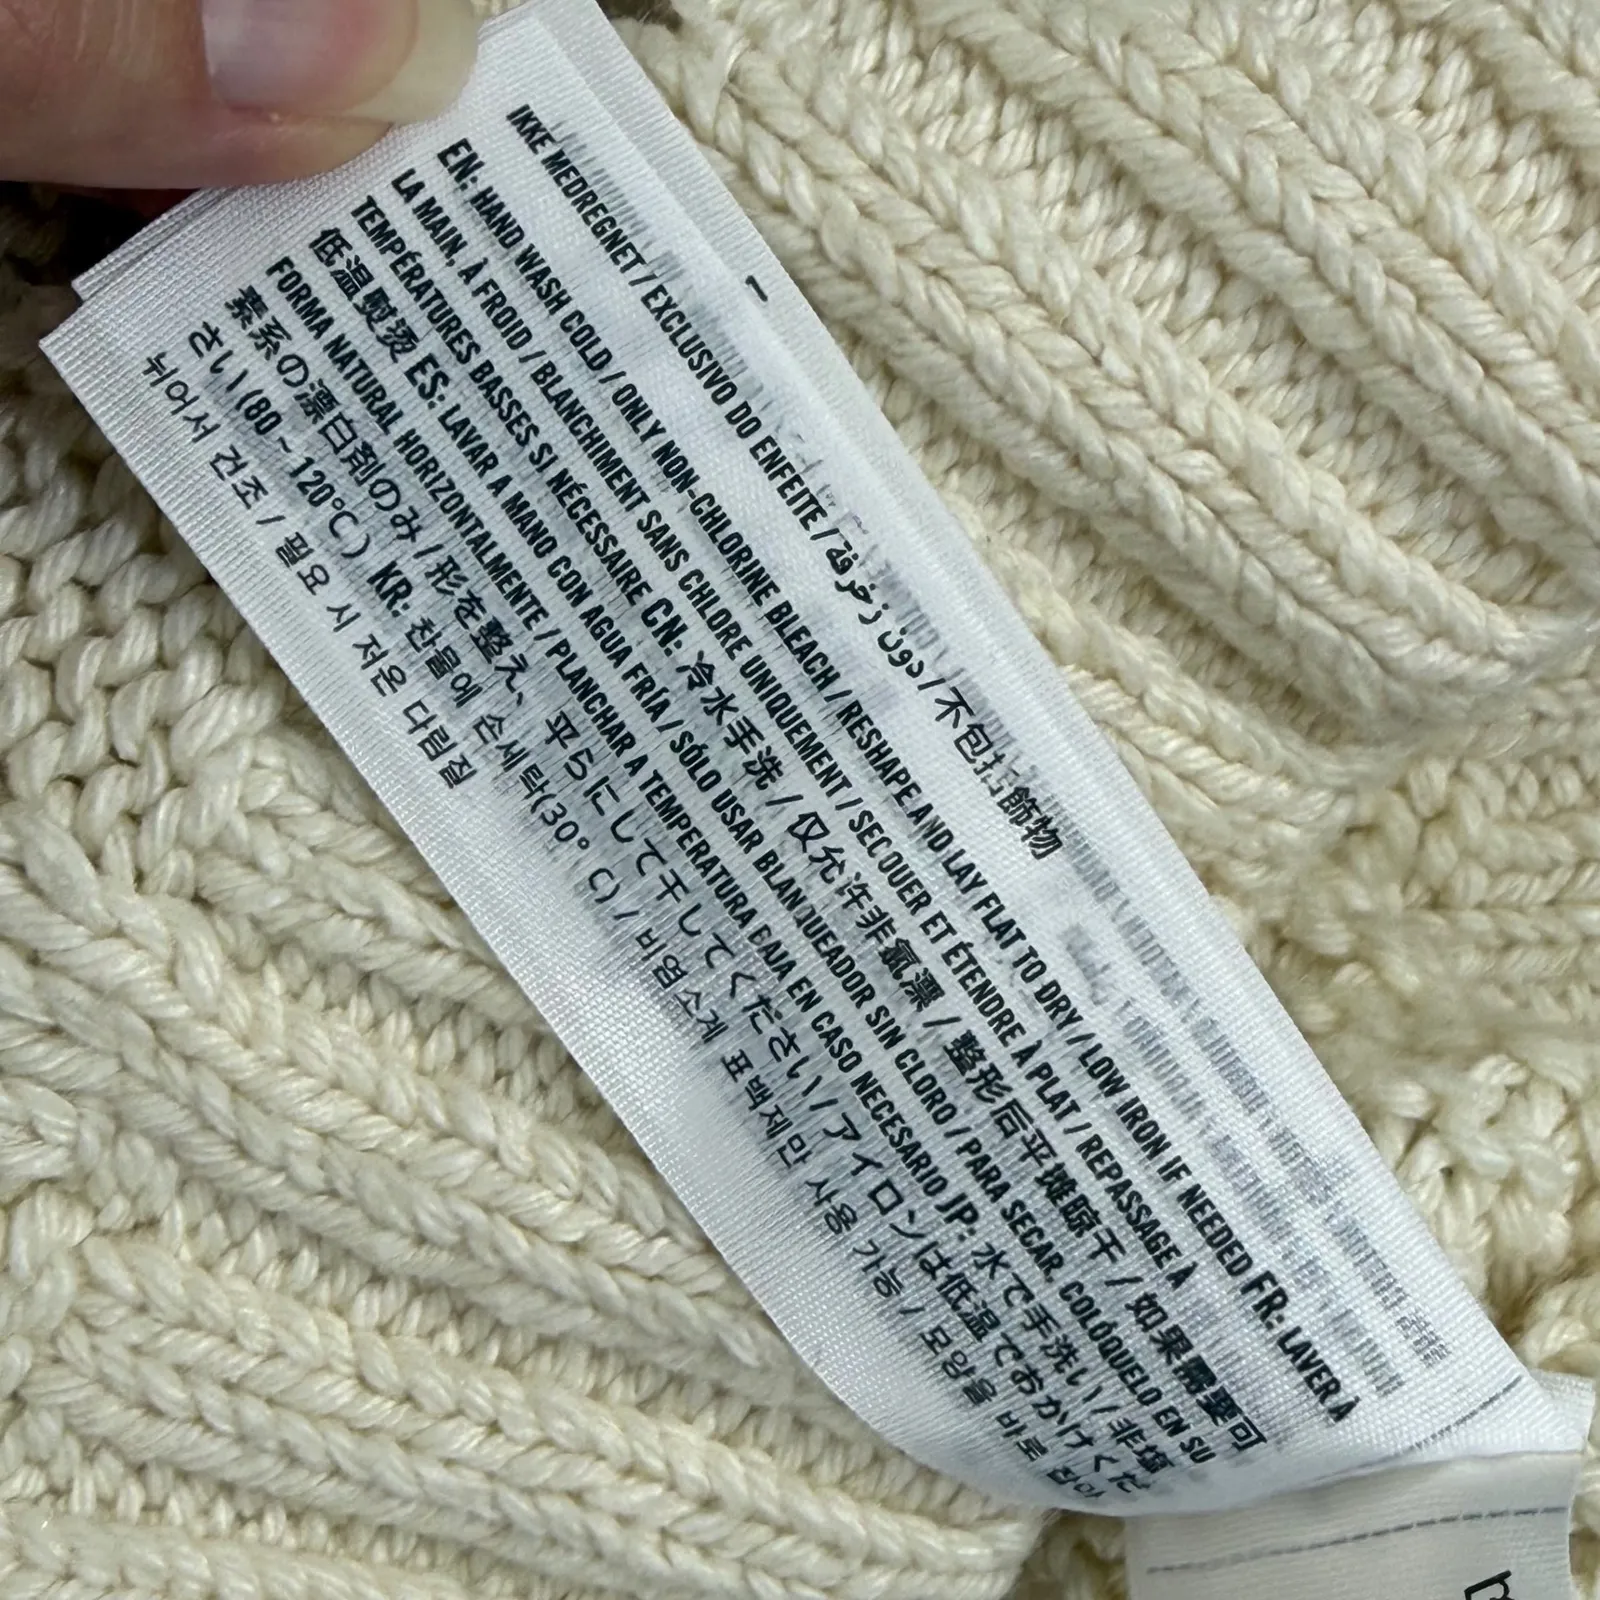 IKKE MEDREGNET / EXCLUSIVO DO ENFEITE / دون زخرفة / 不包括飾物
EN: HAND WASH COLD / ONLY NON-CHLORINE BLEACH / RESHAPE AND LAY FLAT TO DRY / LOW IRON IF NEEDED FR: LAVER À
LA MAIN, À FROID / BLANCHIMENT SANS CHLORE UNIQUEMENT / SECOUER ET ÉTENDRE À PLAT / REPASSAGE À
TEMPÉRATURES BASSES SI NÉCESSAIRE CN: 冷水手洗 / 仅允许非氯漂 / 整形后平摊晾干 / 如果需要可
低温熨烫 ES: LAVAR A MANO CON AGUA FRÍA / SÓLO USAR BLANQUEADOR SIN CLORO / PARA SECAR, COLÓQUELO EN SU
FORMA NATURAL HORIZONTALMENTE / PLANCHAR A TEMPERATURA BAJA EN CASO NECESARIO JP: 水で手洗い / 非塩
素系の漂白剤のみ / 形を整え、平らにして干してください / アイロンは低温でおかけくだ
さい (80 ~ 120℃) KR: 찬물에 손세탁(30° C) / 비염소계 표백제만 사용 가능 / 모양을 바로 잡아
뉘어서 건조 / 필요 시 저온 다림질